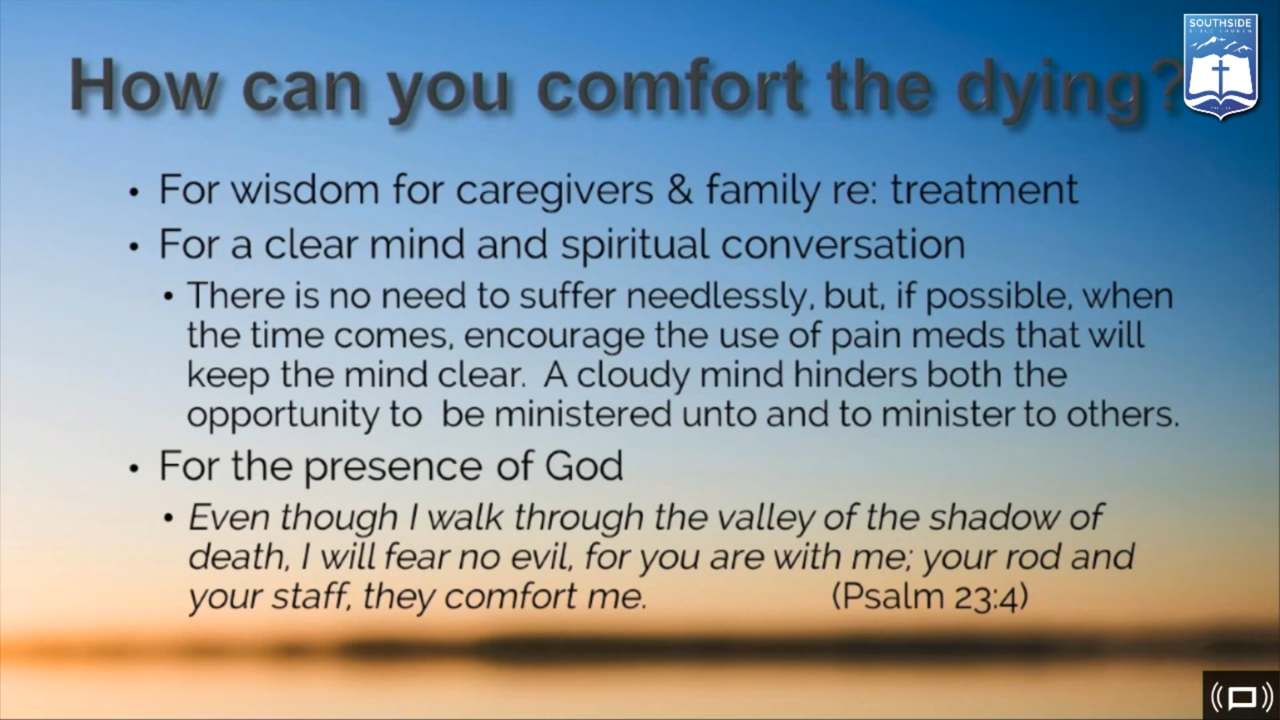 How can you comfort the dying?
SOUTHSIDE
BIBLE CHURCH
• For wisdom for caregivers & family re: treatment
• For a clear mind and spiritual conversation
• There is no need to suffer needlessly, but, if possible, when
the time comes, encourage the use of pain meds that will
keep the mind clear.  A cloudy mind hinders both the
opportunity to  be ministered unto and to minister to others.
• For the presence of God
• Even though I walk through the valley of the shadow of
death, I will fear no evil, for you are with me; your rod and
your staff, they comfort me. (Psalm 23:4)